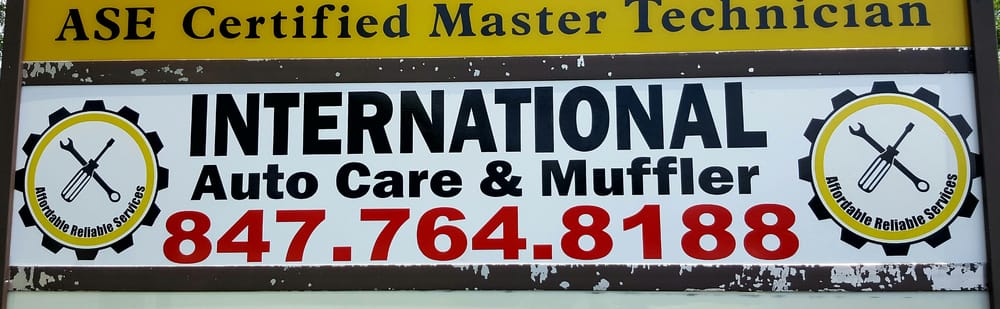 ASE Certified Master Technician
INTERNATIONAL
Auto Care & Muffler
847.764.8188
Affordable Reliable Services
Affordable Reliable Services